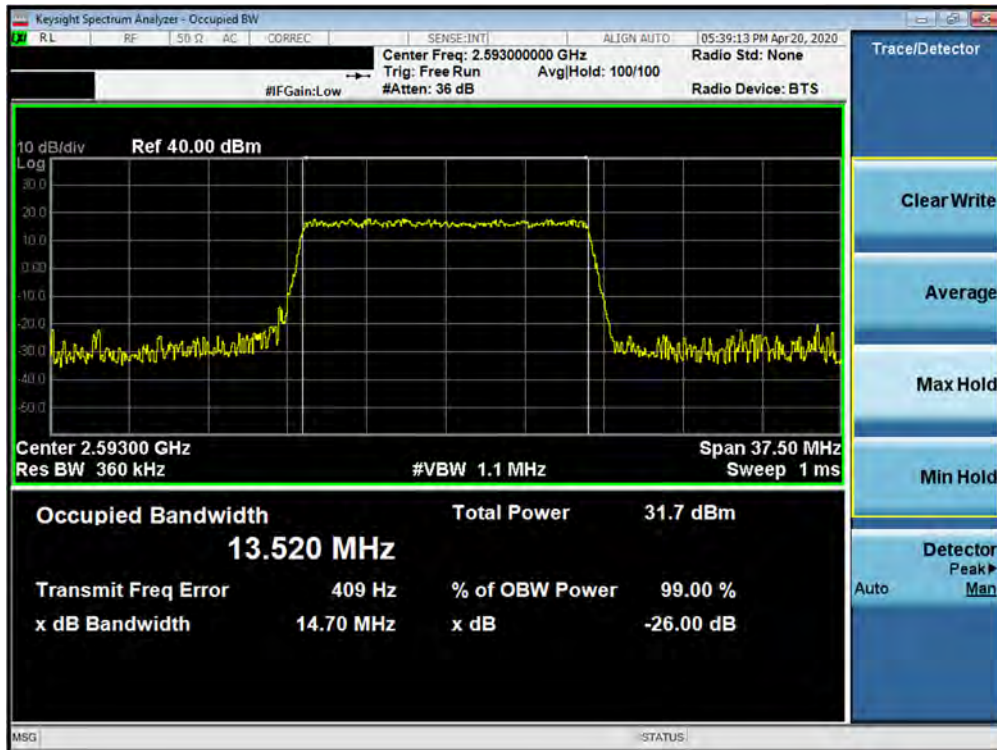 Keysight Spectrum Analyzer - Occupied BW
RL RF 50 Ω AC CORREC SENSE:INT ALIGN AUTO 05:39:13 PM Apr 20, 2020
Center Freq: 2.593000000 GHz Radio Std: None
Trig: Free Run Avg|Hold: 100/100
#IFGain:Low #Atten: 36 dB Radio Device: BTS
10 dB/div Ref 40.00 dBm
Log
30.0
20.0
10.0
0.00
-10.0
-20.0
-30.0
-40.0
-50.0
Center 2.59300 GHz Span 37.50 MHz
Res BW 360 kHz #VBW 1.1 MHz Sweep 1 ms
Occupied Bandwidth Total Power 31.7 dBm
13.520 MHz
Transmit Freq Error 409 Hz % of OBW Power 99.00 %
x dB Bandwidth 14.70 MHz x dB -26.00 dB
MSG STATUS
Trace/Detector
Clear Write
Average
Max Hold
Min Hold
Detector
Peak▶
Auto Man